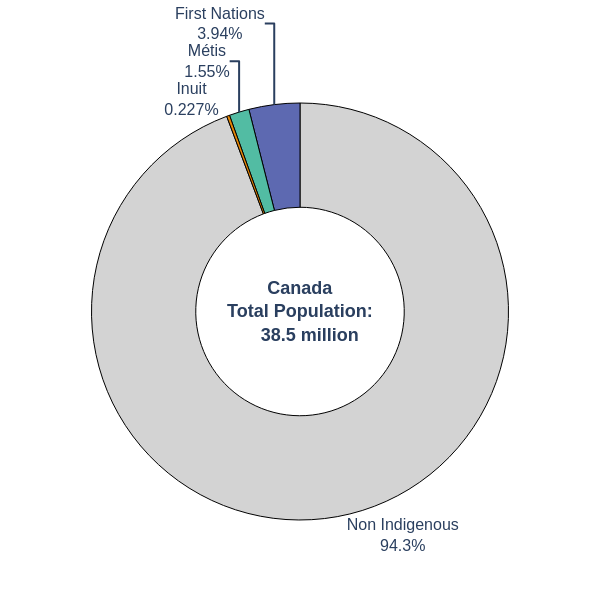 First Nations
3.94%
Métis
1.55%
Inuit
0.227%
Canada
Total Population:
38.5 million
Non Indigenous
94.3%